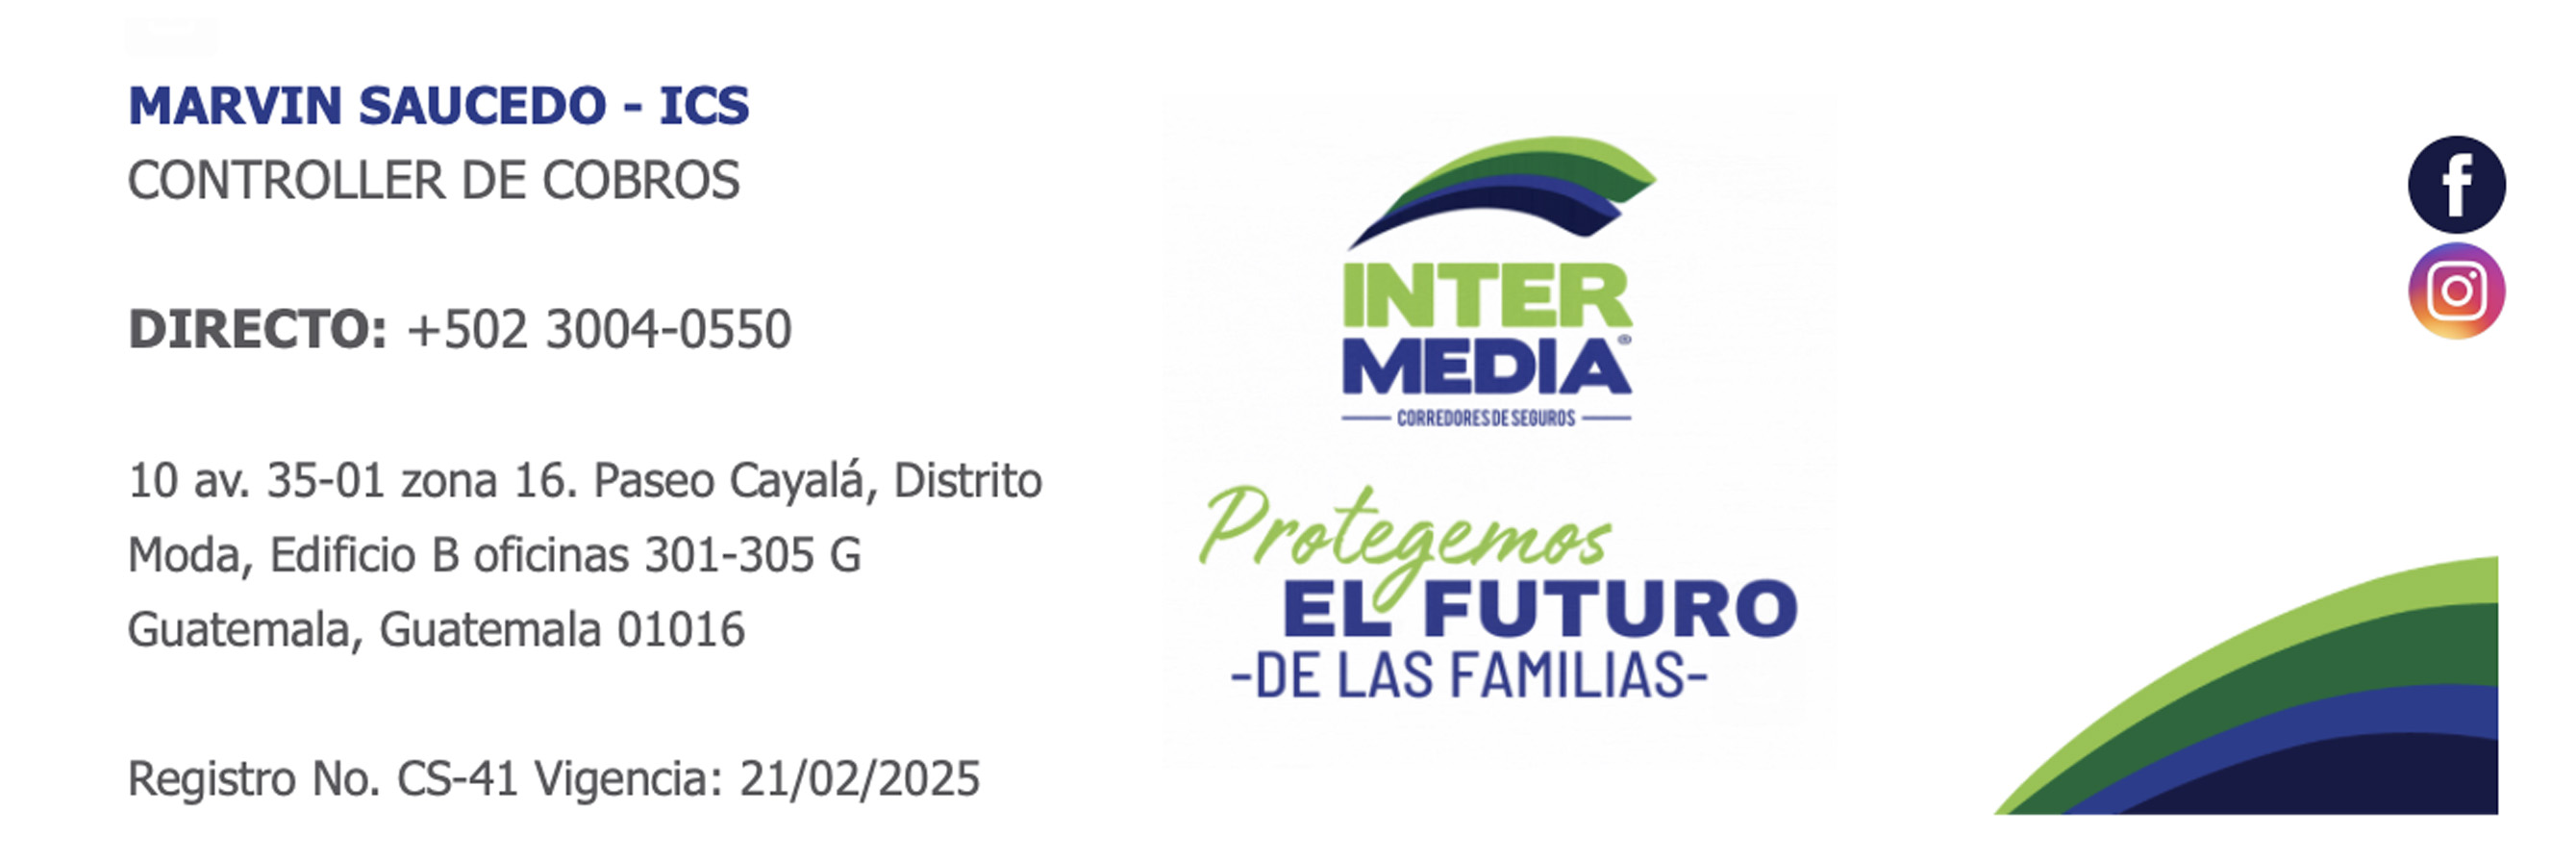 MARVIN SAUCEDO - ICS
CONTROLLER DE COBROS
DIRECTO: +502 3004-0550
10 av. 35-01 zona 16. Paseo Cayalá, Distrito
Moda, Edificio B oficinas 301-305 G
Guatemala, Guatemala 01016
Registro No. CS-41 Vigencia: 21/02/2025
INTER
MEDIA®
CORREDORES DE SEGUROS
Protegemos
EL FUTURO
-DE LAS FAMILIAS-
f